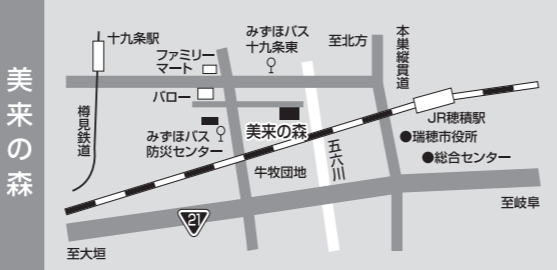 美来の森
十九条駅
ファミリー
マート
バロー
みずほバス
十九条東
至北方
本巣縦貫道
樽見鉄道
みずほバス
防災センター
美来の森
JR穂積駅
瑞穂市役所
総合センター
五六川
牛牧団地
21
至大垣
至岐阜